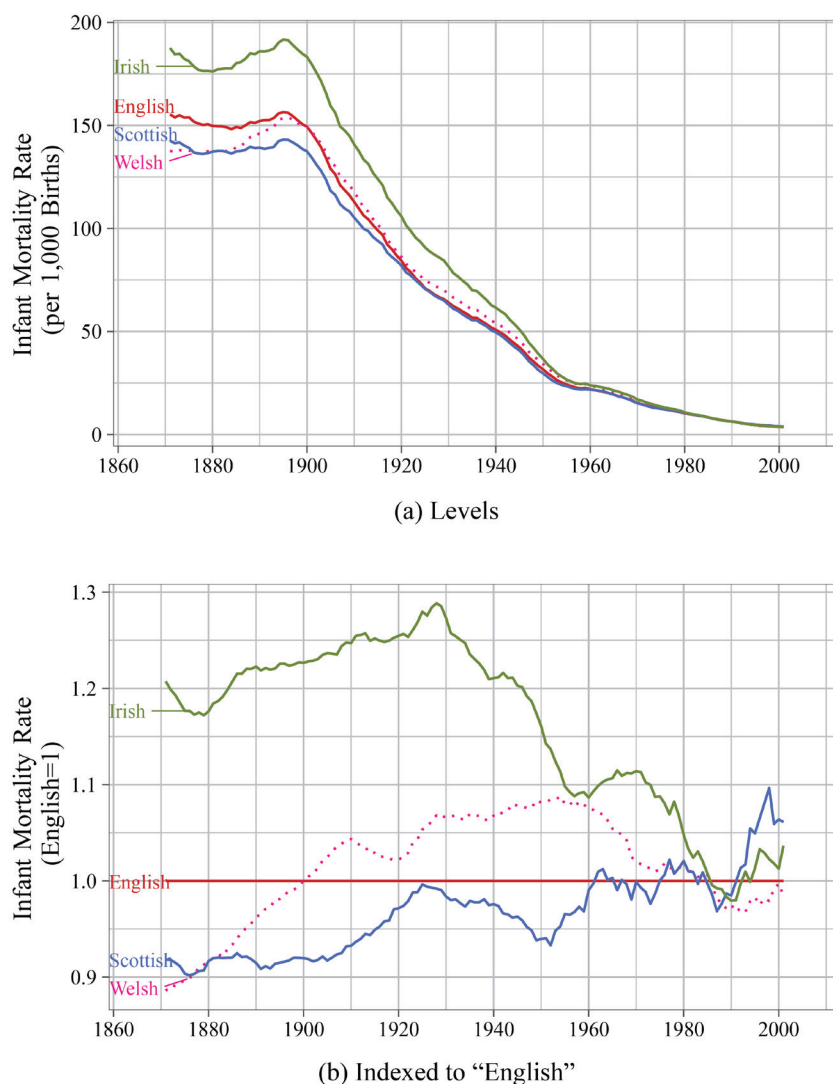 200
150
100
50
0
Infant Mortality Rate
(per 1,000 Births)
Irish
English
Scottish
Welsh
1860 1880 1900 1920 1940 1960 1980 2000
(a) Levels
1.3
1.2
1.1
1.0
0.9
Infant Mortality Rate
(English=1)
Irish
English
Scottish
Welsh
1860 1880 1900 1920 1940 1960 1980 2000
(b) Indexed to “English”